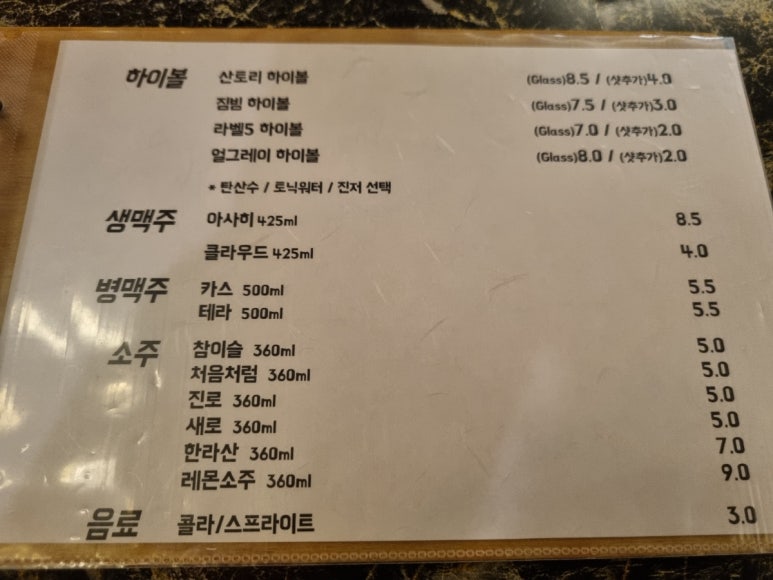 하이볼 산토리 하이볼 (Glass)8.5 / (샷추가)4.0
짐빔 하이볼 (Glass)7.5 / (샷추가)3.0
라벨5 하이볼 (Glass)7.0 / (샷추가)2.0
얼그레이 하이볼 (Glass)8.0 / (샷추가)2.0
* 탄산수 / 토닉워터 / 진저 선택
생맥주 아사히 425ml 8.5
클라우드 425ml 4.0
병맥주 카스 500ml 5.5
테라 500ml 5.5
소주 참이슬 360ml 5.0
처음처럼 360ml 5.0
진로 360ml 5.0
새로 360ml 5.0
한라산 360ml 7.0
레몬소주 360ml 9.0
음료 콜라/스프라이트 3.0